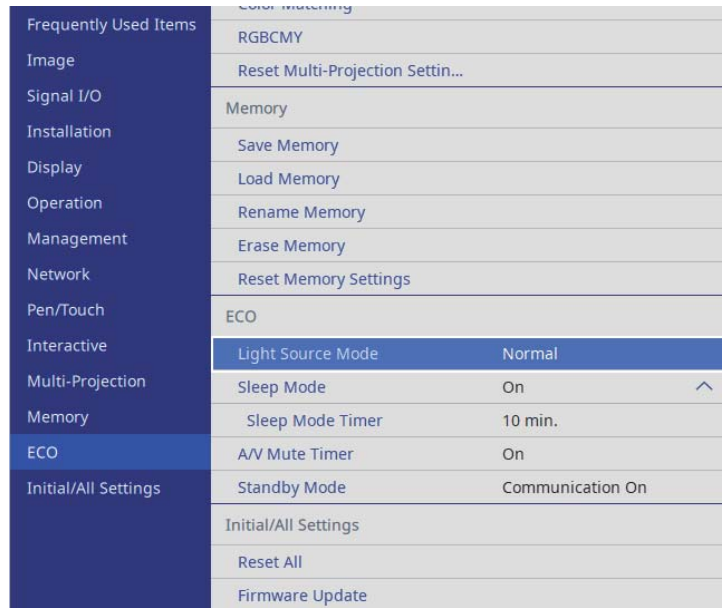 Frequently Used Items
Image
Signal I/O
Installation
Display
Operation
Management
Network
Pen/Touch
Interactive
Multi-Projection
Memory
ECO
Initial/All Settings
Color Matching
RGBCMY
Reset Multi-Projection Settin...
Memory
Save Memory
Load Memory
Rename Memory
Erase Memory
Reset Memory Settings
ECO
Light Source Mode Normal
Sleep Mode On
Sleep Mode Timer 10 min.
A/V Mute Timer On
Standby Mode Communication On
Initial/All Settings
Reset All
Firmware Update